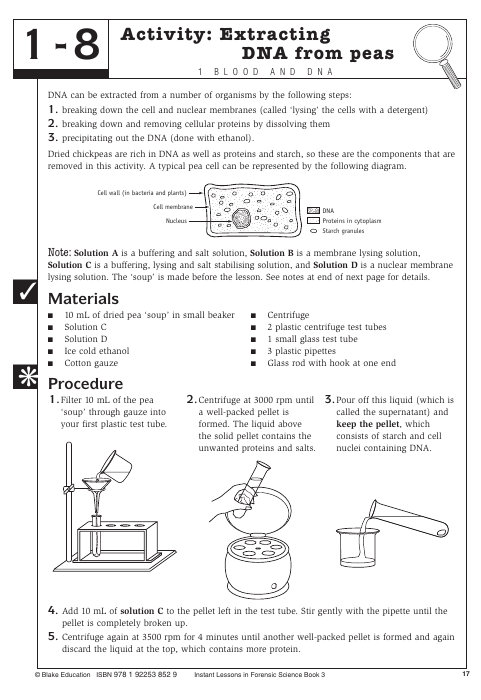 1 - 8
Activity: Extracting
DNA from peas
1 BLOOD AND DNA
DNA can be extracted from a number of organisms by the following steps:
1. breaking down the cell and nuclear membranes (called ‘lysing’ the cells with a detergent)
2. breaking down and removing cellular proteins by dissolving them
3. precipitating out the DNA (done with ethanol).
Dried chickpeas are rich in DNA as well as proteins and starch, so these are the components that are
removed in this activity. A typical pea cell can be represented by the following diagram.
Cell wall (in bacteria and plants)
Cell membrane
Nucleus
DNA
Proteins in cytoplasm
Starch granules
Note: Solution A is a buffering and salt solution, Solution B is a membrane lysing solution,
Solution C is a buffering, lysing and salt stabilising solution, and Solution D is a nuclear membrane
lysing solution. The ‘soup’ is made before the lesson. See notes at end of next page for details.
Materials
■ 10 mL of dried pea ‘soup’ in small beaker
■ Solution C
■ Solution D
■ Ice cold ethanol
■ Cotton gauze
■ Centrifuge
■ 2 plastic centrifuge test tubes
■ 1 small glass test tube
■ 3 plastic pipettes
■ Glass rod with hook at one end
Procedure
1. Filter 10 mL of the pea
‘soup’ through gauze into
your first plastic test tube.
2. Centrifuge at 3000 rpm until
a well-packed pellet is
formed. The liquid above
the solid pellet contains the
unwanted proteins and salts.
3. Pour off this liquid (which is
called the supernatant) and
keep the pellet, which
consists of starch and cell
nuclei containing DNA.
4. Add 10 mL of solution C to the pellet left in the test tube. Stir gently with the pipette until the
pellet is completely broken up.
5. Centrifuge again at 3500 rpm for 4 minutes until another well-packed pellet is formed and again
discard the liquid at the top, which contains more protein.
© Blake Education ISBN 978 1 92253 852 9 Instant Lessons in Forensic Science Book 3 17